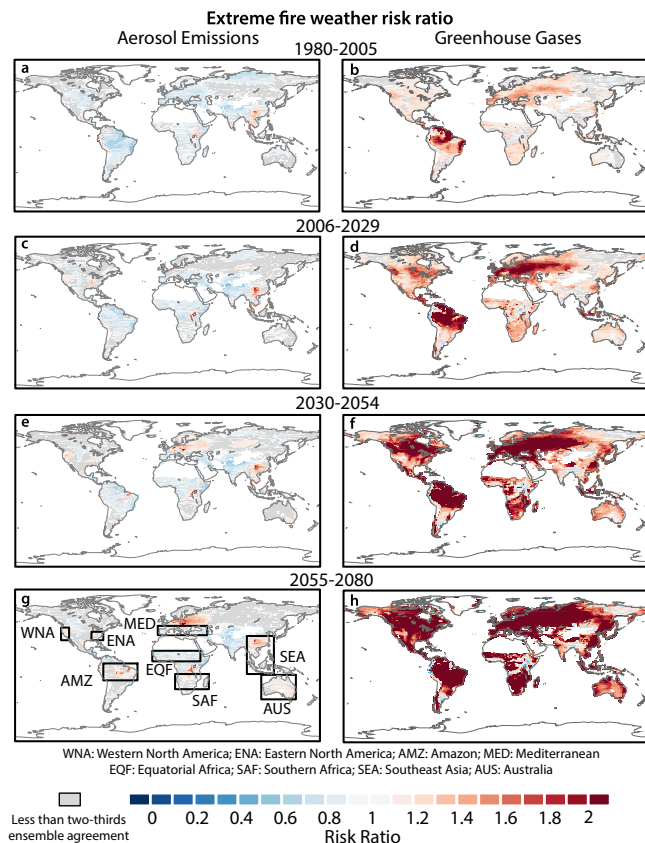 Extreme fire weather risk ratio
Aerosol Emissions Greenhouse Gases
1980-2005
a b
2006-2029
c d
2030-2054
e f
2055-2080
g h
WNA
ENA
MED
AMZ
EQF
SAF
SEA
AUS
WNA: Western North America; ENA: Eastern North America; AMZ: Amazon; MED: Mediterranean
EQF: Equatorial Africa; SAF: Southern Africa; SEA: Southeast Asia; AUS: Australia
Less than two-thirds
ensemble agreement
0 0.2 0.4 0.6 0.8 1 1.2 1.4 1.6 1.8 2
Risk Ratio